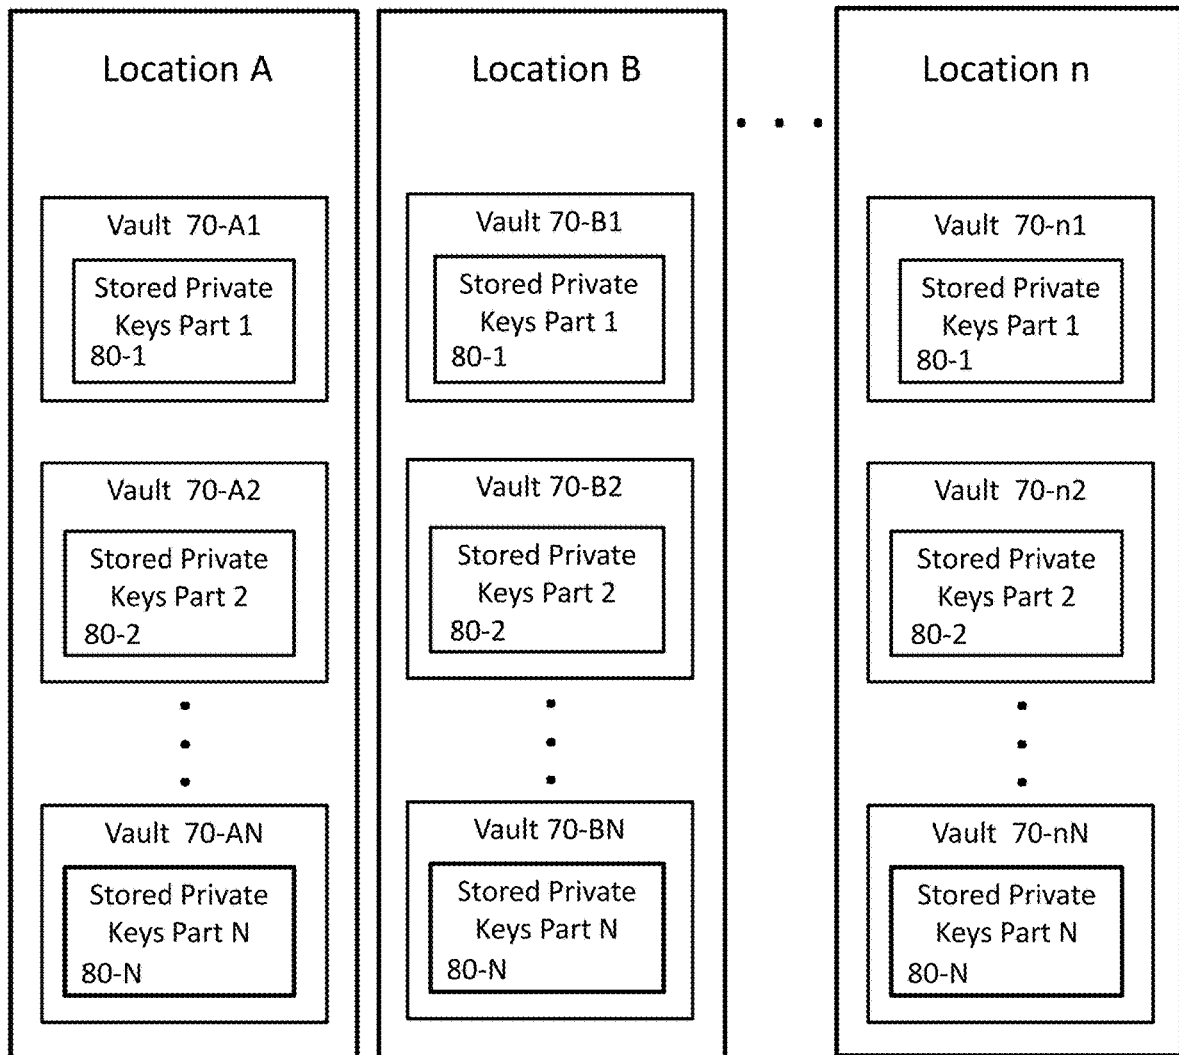 Location A
Vault 70-A1
Stored Private
Keys Part 1
80-1
Vault 70-A2
Stored Private
Keys Part 2
80-2
Vault 70-AN
Stored Private
Keys Part N
80-N
Location B
Vault 70-B1
Stored Private
Keys Part 1
80-1
Vault 70-B2
Stored Private
Keys Part 2
80-2
Vault 70-BN
Stored Private
Keys Part N
80-N
Location n
Vault 70-n1
Stored Private
Keys Part 1
80-1
Vault 70-n2
Stored Private
Keys Part 2
80-2
Vault 70-nN
Stored Private
Keys Part N
80-N